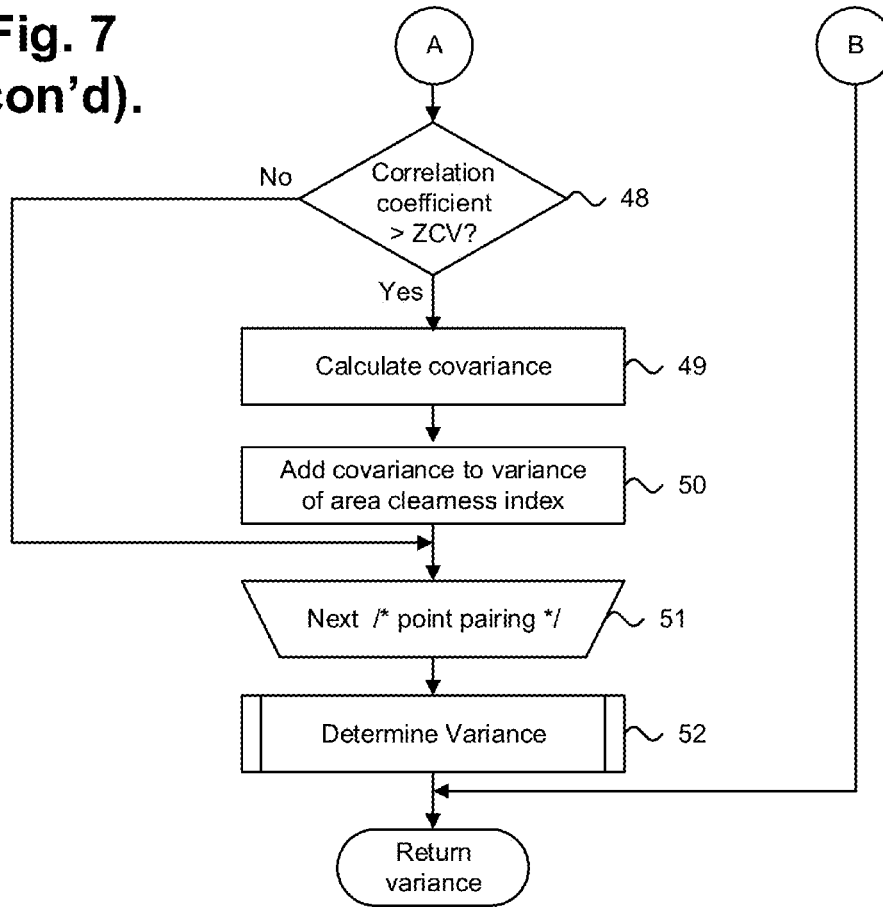 Fig. 7
con'd).
A
B
No
Correlation
coefficient
> ZCV?
48
Yes
Calculate covariance
49
Add covariance to variance
of area clearness index
50
Next /* point pairing */
51
Determine Variance
52
Return
variance